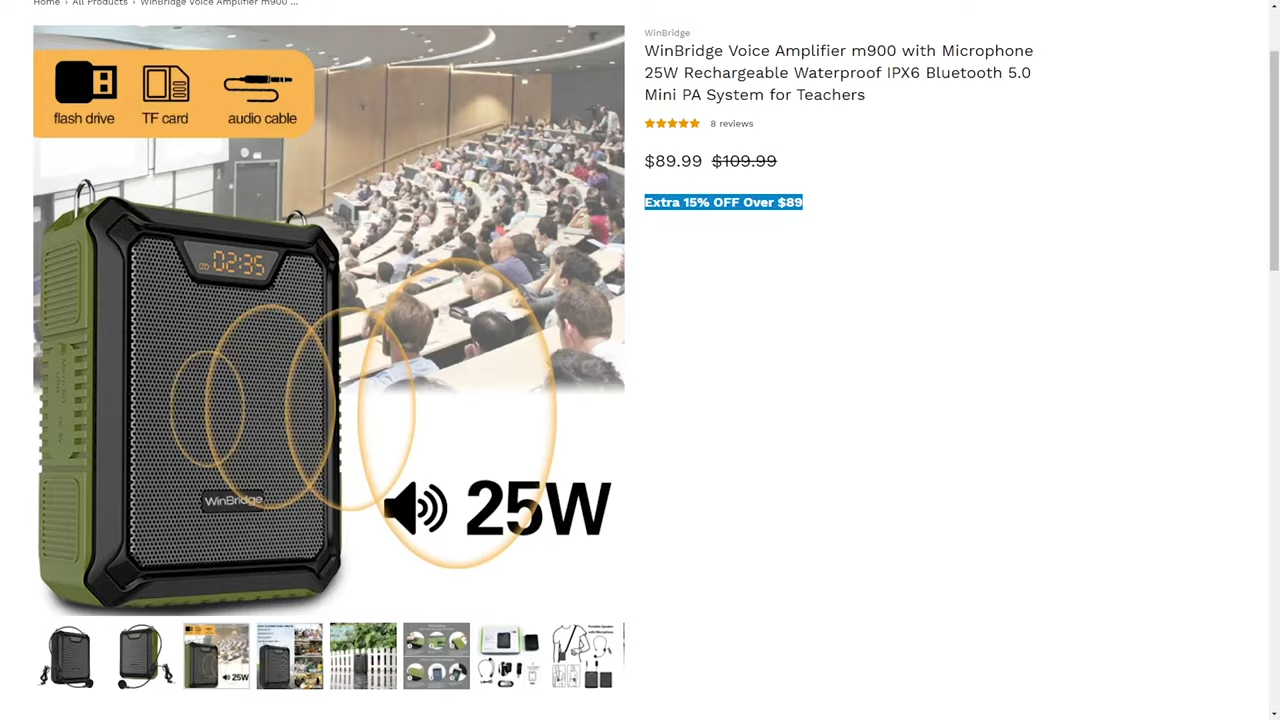 Home › All Products › WinBridge Voice Amplifier m900 ...
flash drive
TF card
audio cable
02:35
WinBridge
25W
WinBridge
WinBridge Voice Amplifier m900 with Microphone
25W Rechargeable Waterproof IPX6 Bluetooth 5.0
Mini PA System for Teachers
8 reviews
$89.99 $109.99
Extra 15% OFF Over $89
25W